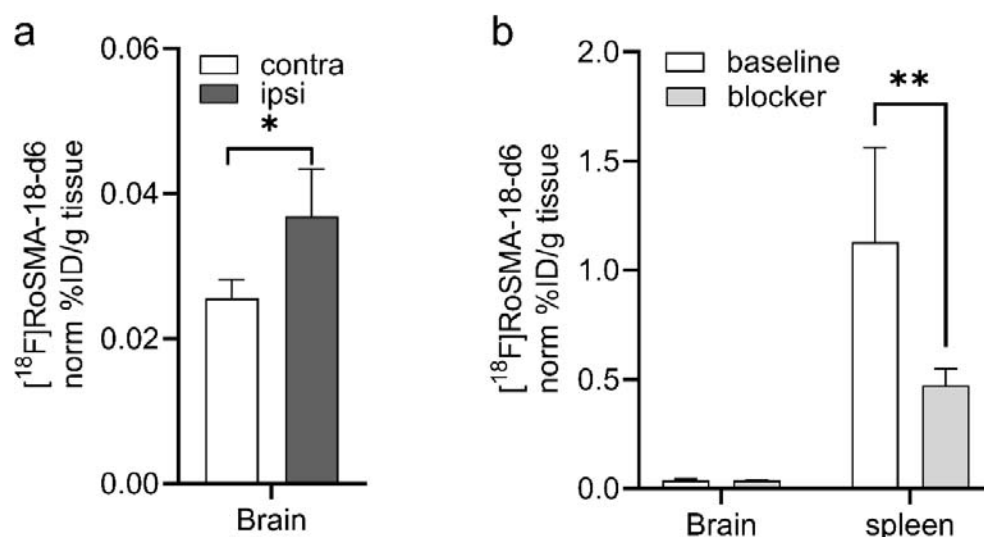 a
0.06
0.04
0.02
0.00
[¹⁸F]RoSMA-18-d6
norm %ID/g tissue
contra
ipsi
*
Brain
b
2.0
1.5
1.0
0.5
0.0
[¹⁸F]RoSMA-18-d6
norm %ID/g tissue
baseline
blocker
**
Brain
spleen